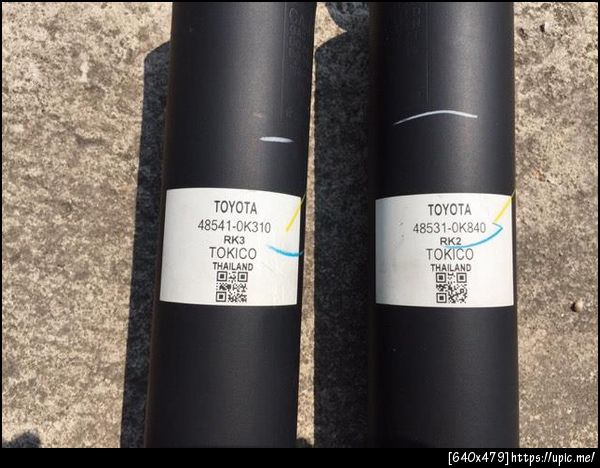 TOYOTA
48541-0K310
RK3
TOKICO
THAILAND
TOYOTA
48531-0K840
RK2
TOKICO
THAILAND
[640x479]https://upic.me/